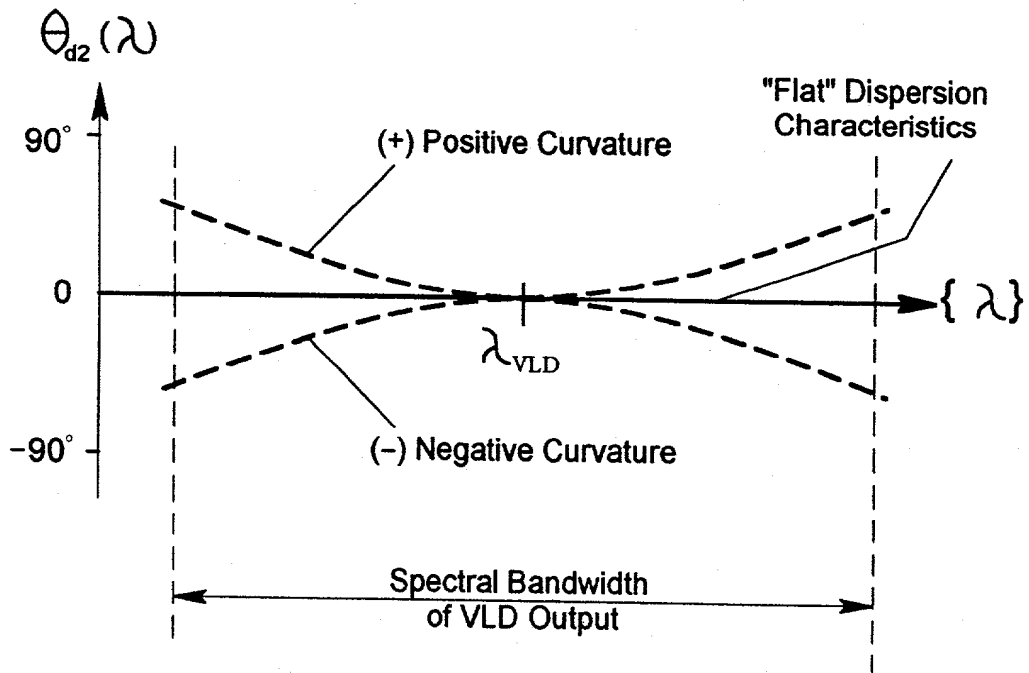 θd2 (λ)
"Flat" Dispersion
Characteristics
90°
(+) Positive Curvature
0
{ λ }
λVLD
-90°
(-) Negative Curvature
Spectral Bandwidth
of VLD Output